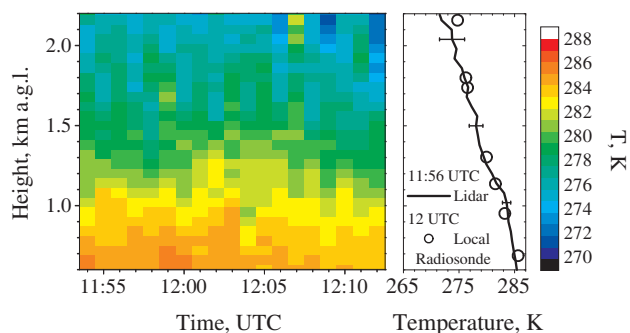 Height, km a.g.l.
2.0
1.5
1.0
11:55 12:00 12:05 12:10
Time, UTC
11:56 UTC
Lidar
12 UTC
Local
Radiosonde
265 275 285
Temperature, K
288
286
284
282
280
278
276
274
272
270
T, K